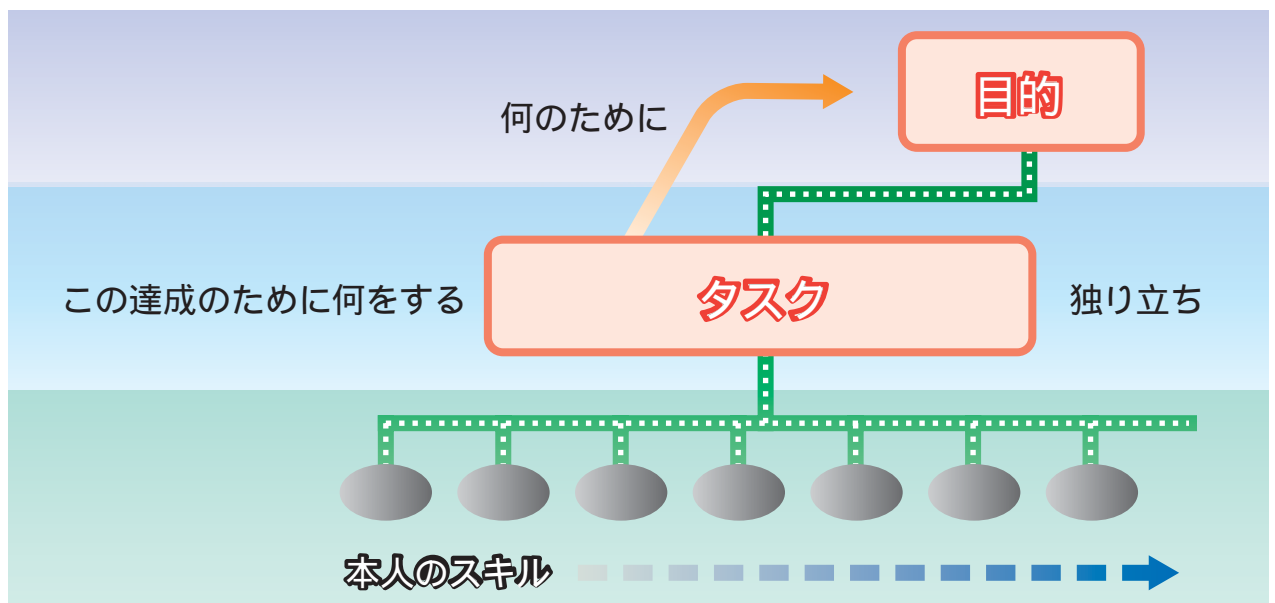 目的
何のために
この達成のために何をする
タスク
独り立ち
本人のスキル